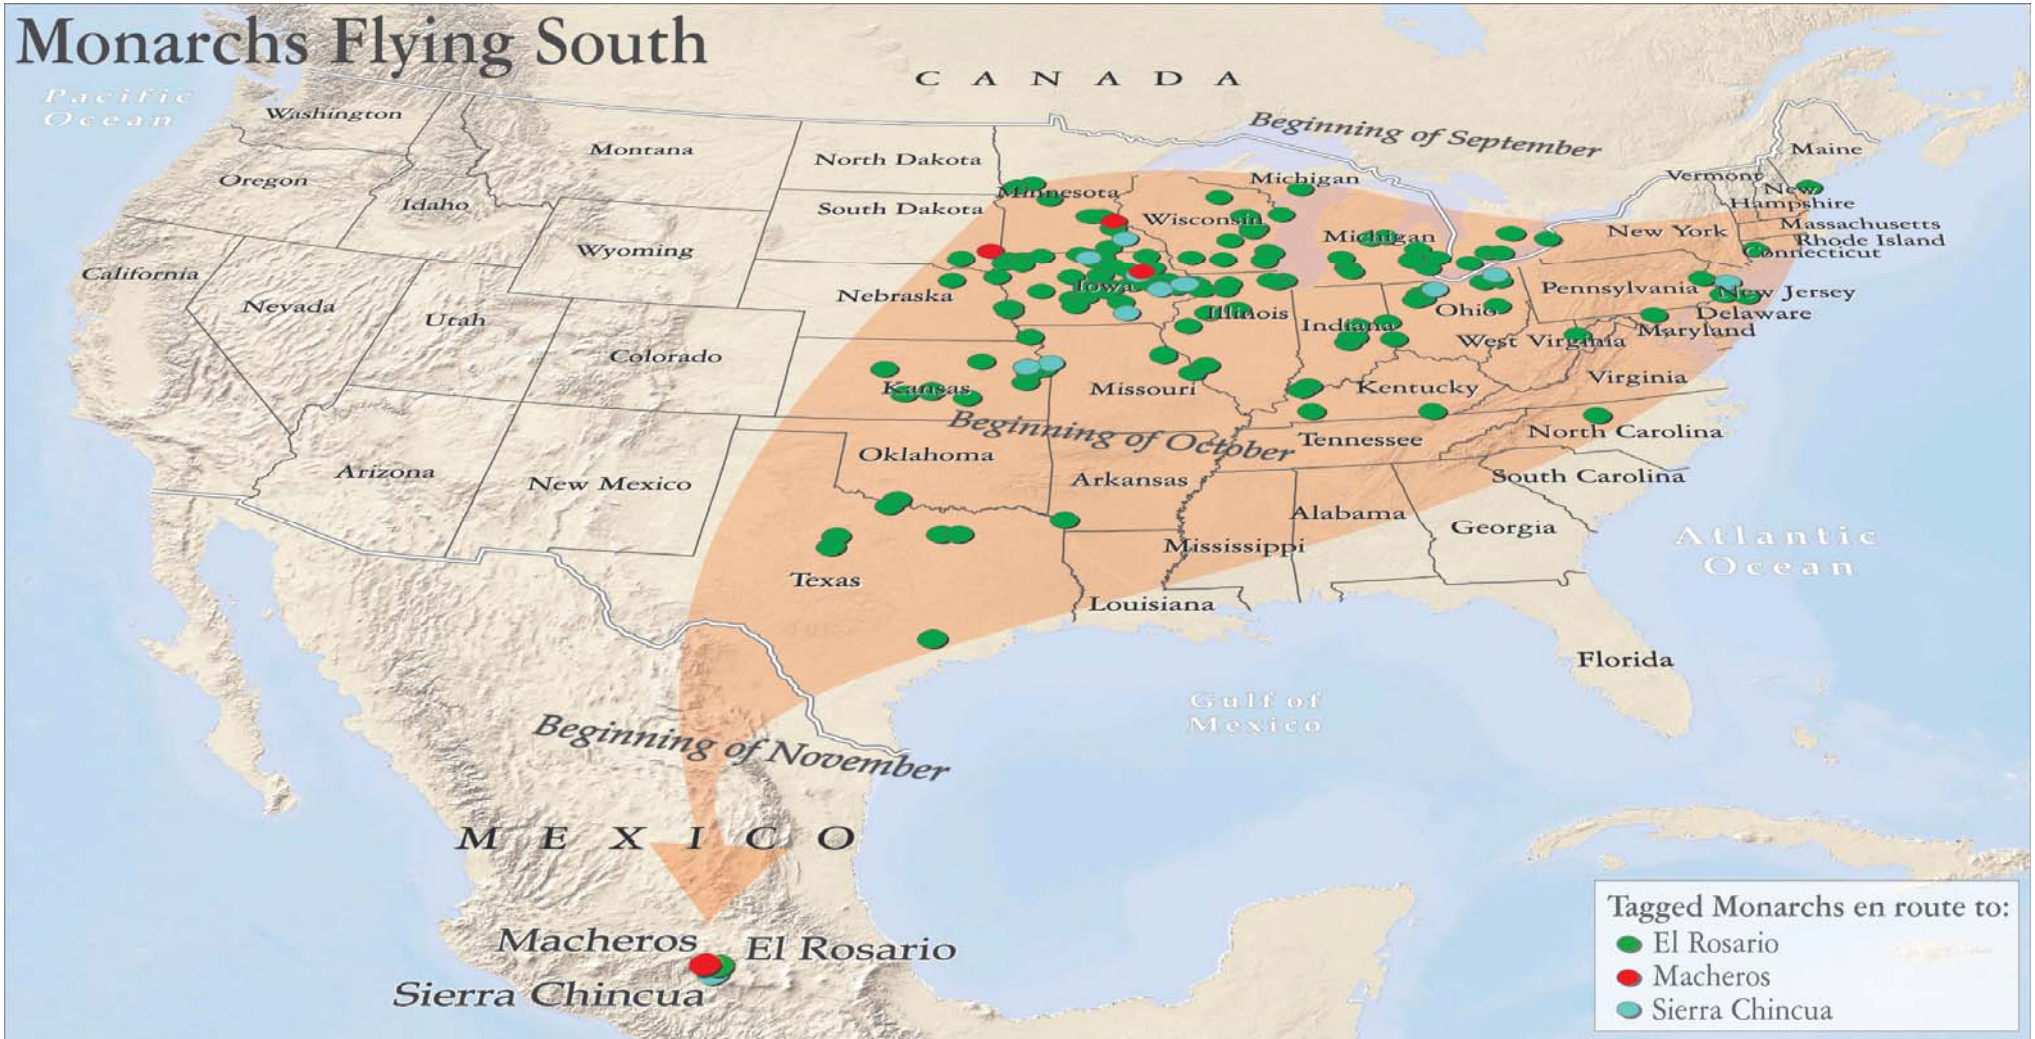 Monarchs Flying South
CANADA
Pacific
Ocean
Beginning of September
Washington
Montana
North Dakota
Minnesota
Michigan
Maine
Vermont
New
Hampshire
Oregon
Idaho
South Dakota
Wisconsin
Massachusetts
Wyoming
Michigan
New York
Rhode Island
Connecticut
California
Nevada
Nebraska
Iowa
Pennsylvania
New Jersey
Utah
Illinois
Indiana
Ohio
Delaware
Maryland
West Virginia
Colorado
Kansas
Missouri
Kentucky
Virginia
Beginning of October
Tennessee
North Carolina
Arizona
New Mexico
Oklahoma
Arkansas
South Carolina
Alabama
Georgia
Mississippi
Atlantic
Ocean
Texas
Louisiana
Florida
Gulf of
Mexico
Beginning of November
MEXICO
Macheros
El Rosario
Sierra Chincua
Tagged Monarchs en route to:
El Rosario
Macheros
Sierra Chincua